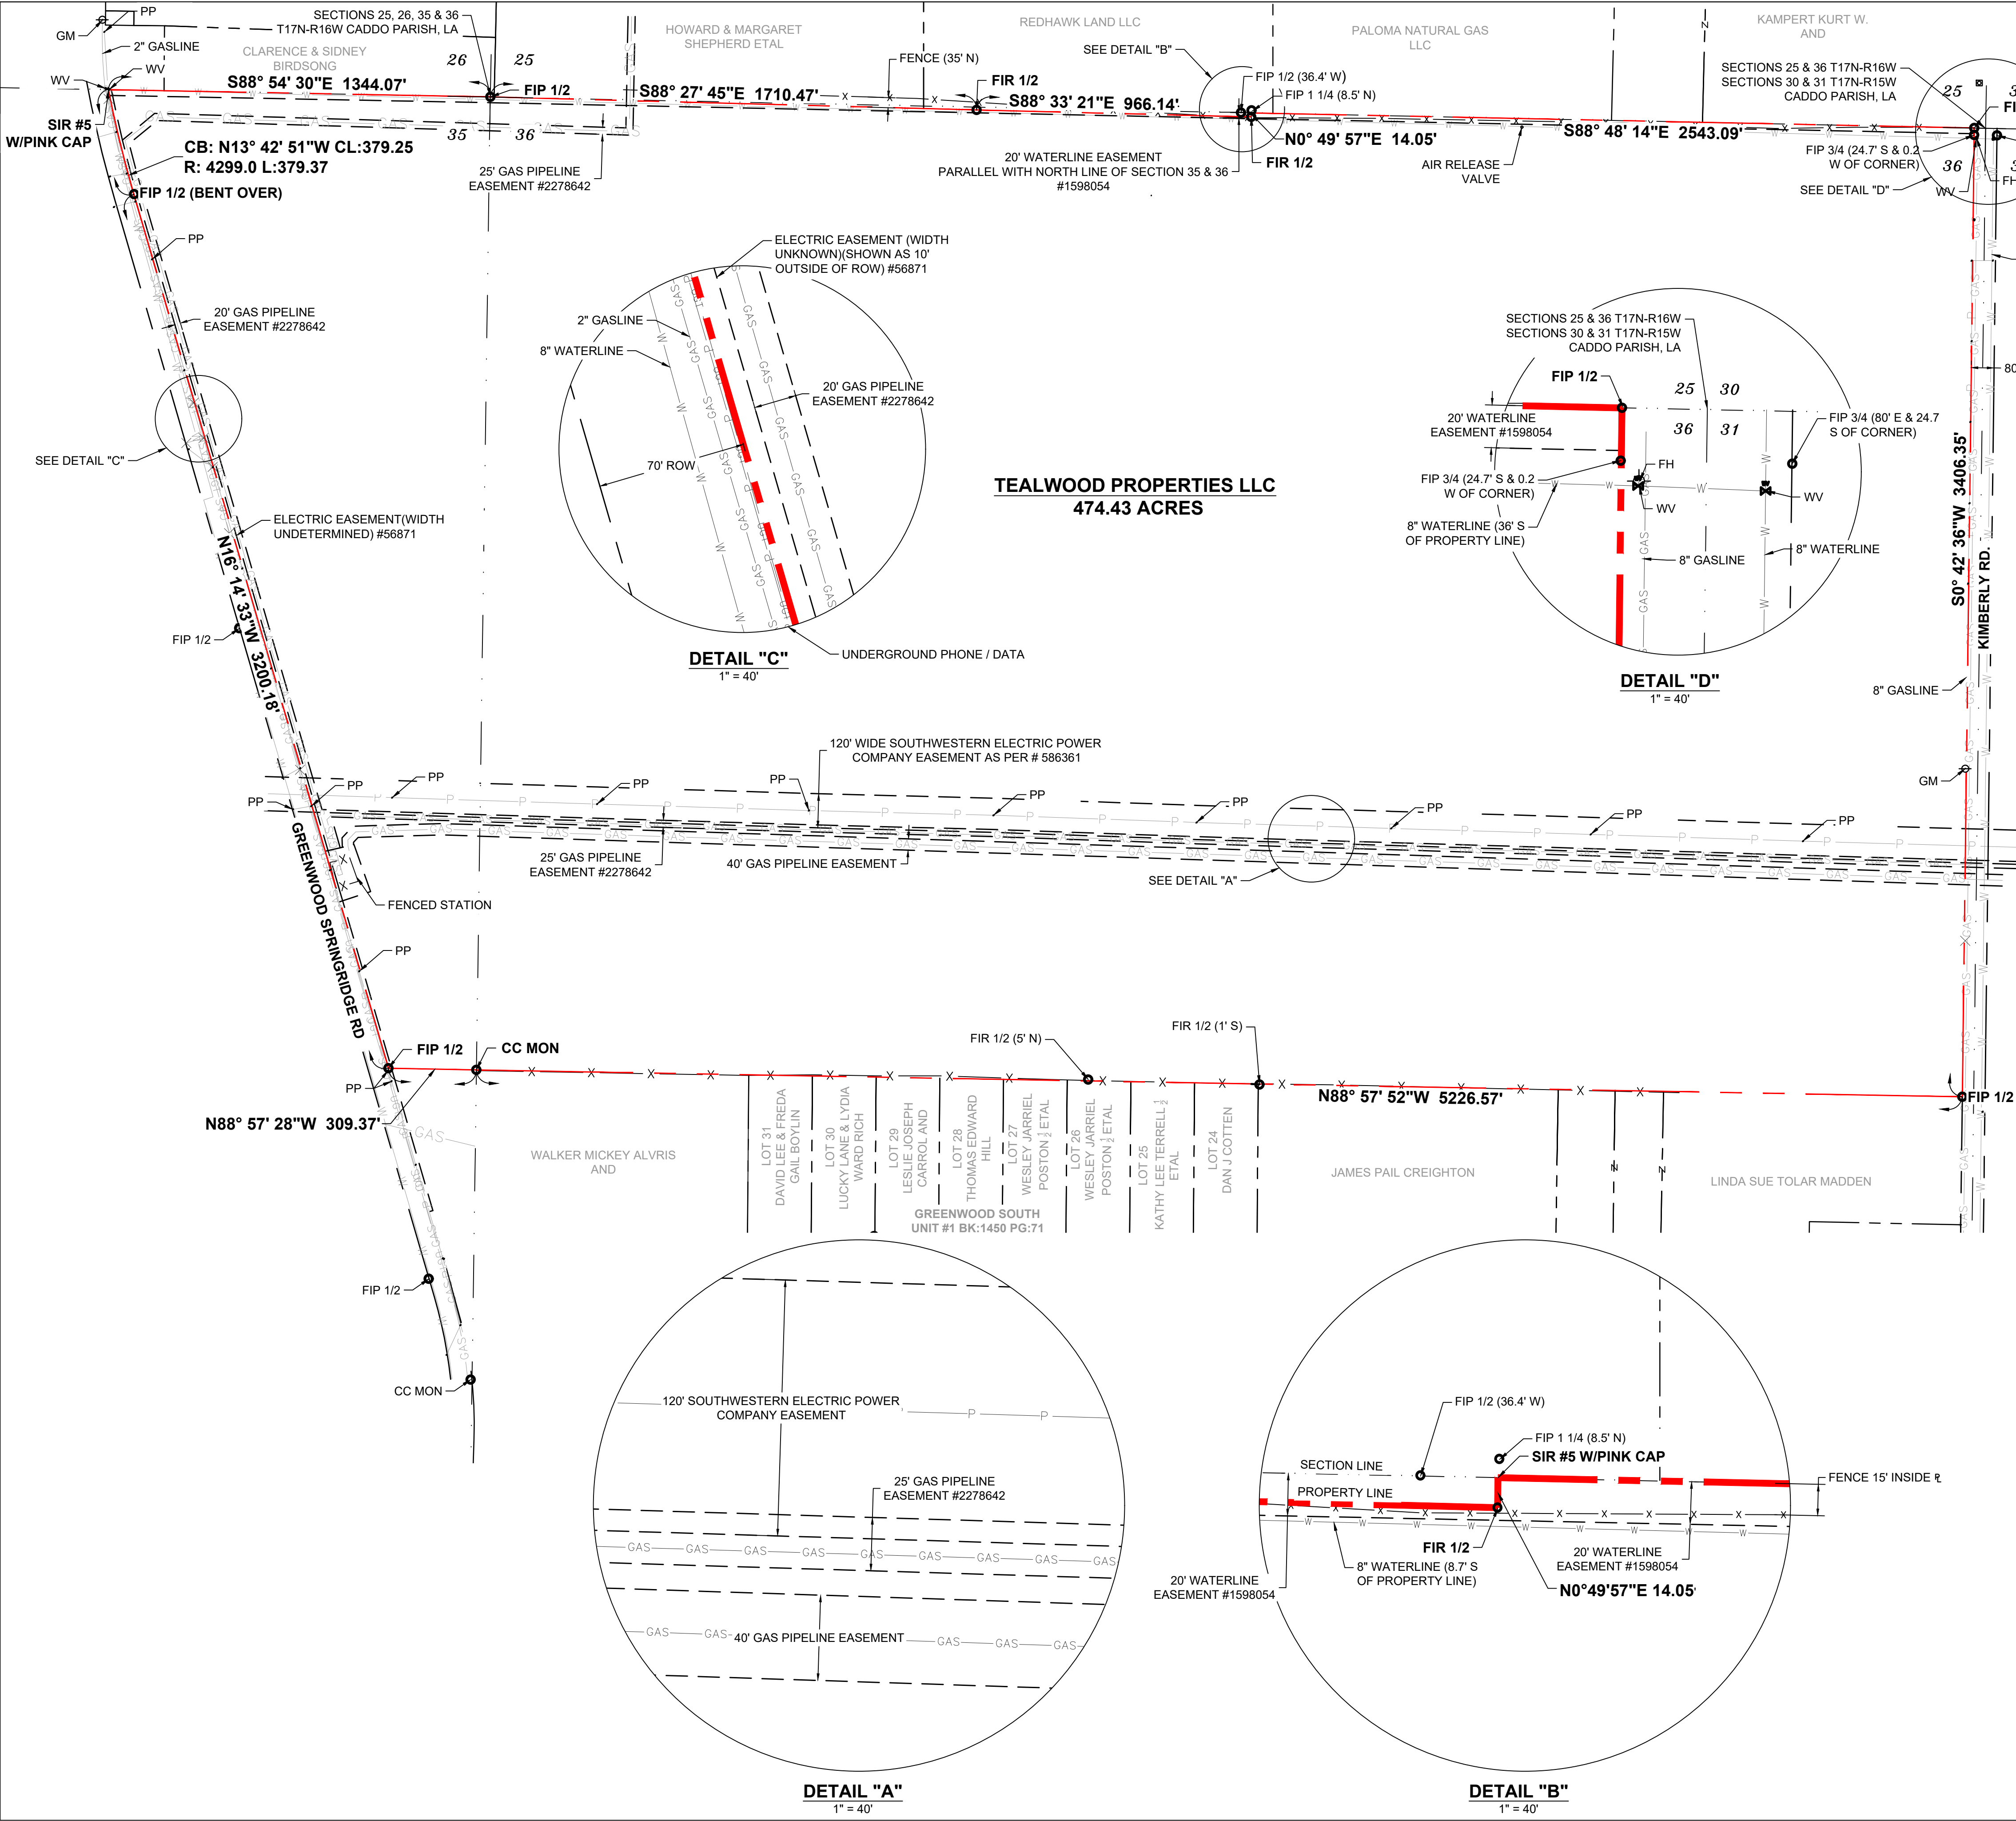 PP
GM
2" GASLINE
WV
WV
SECTIONS 25, 26, 35 & 36
T17N-R16W CADDO PARISH, LA
CLARENCE & SIDNEY
BIRDSONG
26
25
35
36
S88° 54' 30"E 1344.07'
FIP 1/2
HOWARD & MARGARET
SHEPHERD ETAL
S88° 27' 45"E 1710.47'
FENCE (35' N)
FIR 1/2
REDHAWK LAND LLC
S88° 33' 21"E 966.14'
SEE DETAIL "B"
FIP 1/2 (36.4' W)
FIP 1 1/4 (8.5' N)
N0° 49' 57"E 14.05'
FIR 1/2
PALOMA NATURAL GAS
LLC
AIR RELEASE
VALVE
S88° 48' 14"E 2543.09'
KAMPERT KURT W.
AND
SECTIONS 25 & 36 T17N-R16W
SECTIONS 30 & 31 T17N-R15W
CADDO PARISH, LA
25
36
FIP 3/4 (24.7' S & 0.2
W OF CORNER)
SEE DETAIL "D"
WV
SIR #5
W/PINK CAP
CB: N13° 42' 51"W CL:379.25
R: 4299.0 L:379.37
FIP 1/2 (BENT OVER)
25' GAS PIPELINE
EASEMENT #2278642
20' WATERLINE EASEMENT
PARALLEL WITH NORTH LINE OF SECTION 35 & 36
#1598054
PP
20' GAS PIPELINE
EASEMENT #2278642
SEE DETAIL "C"
ELECTRIC EASEMENT(WIDTH
UNDETERMINED) #56871
N16° 14' 33"W 3200.18'
FIP 1/2
ELECTRIC EASEMENT (WIDTH
UNKNOWN)(SHOWN AS 10'
OUTSIDE OF ROW) #56871
2" GASLINE
8" WATERLINE
20' GAS PIPELINE
EASEMENT #2278642
70' ROW
UNDERGROUND PHONE / DATA
DETAIL "C"
1" = 40'
TEALWOOD PROPERTIES LLC
474.43 ACRES
SECTIONS 25 & 36 T17N-R16W
SECTIONS 30 & 31 T17N-R15W
CADDO PARISH, LA
FIP 1/2
25
30
36
31
20' WATERLINE
EASEMENT #1598054
FIP 3/4 (80' E & 24.7
S OF CORNER)
FH
FIP 3/4 (24.7' S & 0.2
W OF CORNER)
WV
WV
8" WATERLINE (36' S
OF PROPERTY LINE)
8" GASLINE
8" WATERLINE
DETAIL "D"
1" = 40'
S0° 42' 36"W 3406.35'
KIMBERLY RD.
8" GASLINE
GM
120' WIDE SOUTHWESTERN ELECTRIC POWER
COMPANY EASEMENT AS PER # 586361
PP
PP
PP
PP
PP
PP
PP
PP
PP
PP
25' GAS PIPELINE
EASEMENT #2278642
40' GAS PIPELINE EASEMENT
SEE DETAIL "A"
FENCED STATION
GREENWOOD SPRINGRIDGE RD
PP
FIP 1/2
CC MON
PP
N88° 57' 28"W 309.37'
FIR 1/2 (5' N)
FIR 1/2 (1' S)
N88° 57' 52"W 5226.57'
FIP 1/2
WALKER MICKEY ALVRIS
AND
LOT 31
DAVID LEE & FREDA
GAIL BOYLIN
LOT 30
LUCKY LANE & LYDIA
WARD RICH
LOT 29
LESLIE JOSEPH
CARROL AND
LOT 28
THOMAS EDWARD
HILL
LOT 27
WESLEY JARRIEL
POSTON ½ ETAL
LOT 26
WESLEY JARRIEL
POSTON ½ ETAL
LOT 25
KATHY LEE TERRELL ½
ETAL
LOT 24
DAN J COTTEN
GREENWOOD SOUTH
UNIT #1 BK:1450 PG:71
JAMES PAIL CREIGHTON
LINDA SUE TOLAR MADDEN
FIP 1/2
CC MON
120' SOUTHWESTERN ELECTRIC POWER
COMPANY EASEMENT
25' GAS PIPELINE
EASEMENT #2278642
40' GAS PIPELINE EASEMENT
DETAIL "A"
1" = 40'
FIP 1/2 (36.4' W)
FIP 1 1/4 (8.5' N)
SIR #5 W/PINK CAP
SECTION LINE
PROPERTY LINE
FENCE 15' INSIDE ℄
FIR 1/2
8" WATERLINE (8.7' S
OF PROPERTY LINE)
20' WATERLINE
EASEMENT #1598054
20' WATERLINE
EASEMENT #1598054
N0°49'57"E 14.05'
DETAIL "B"
1" = 40'